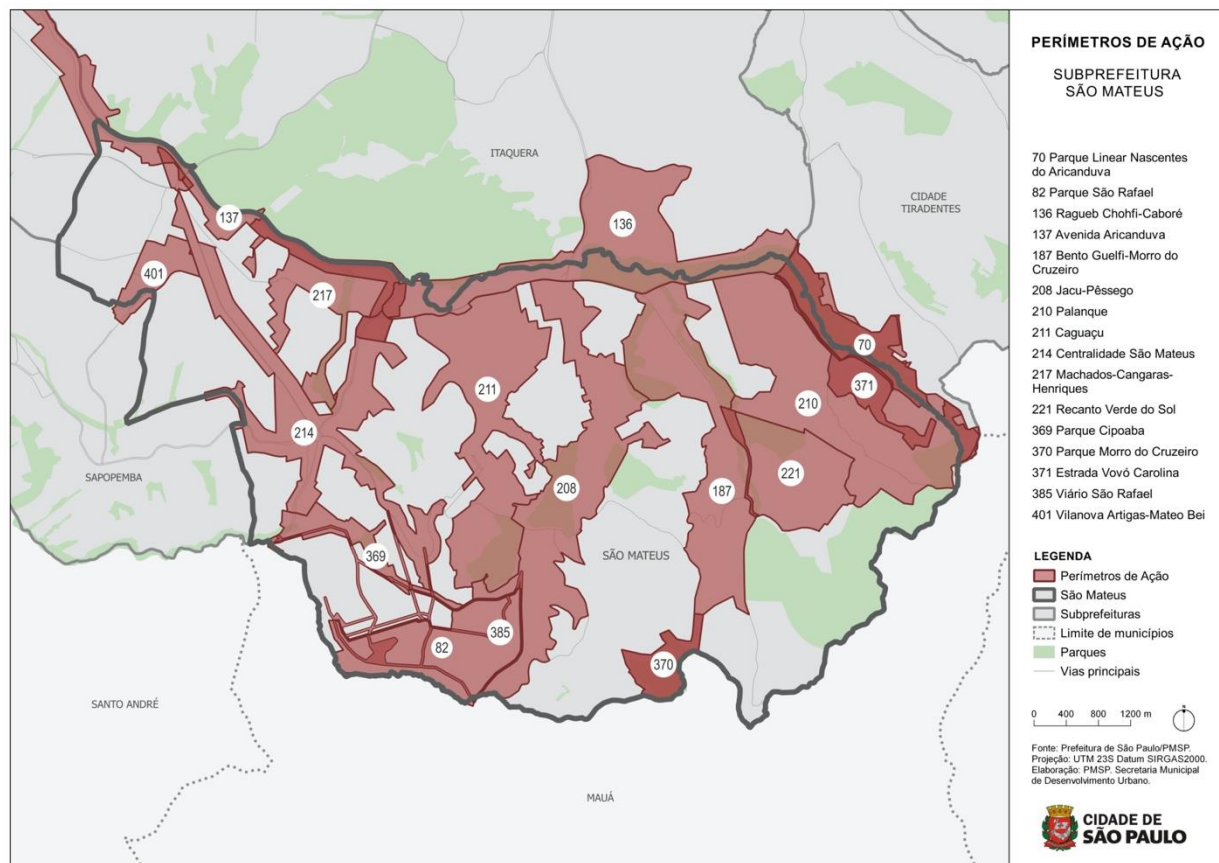 PERÍMETROS DE AÇÃO
SUBPREFEITURA
SÃO MATEUS
70 Parque Linear Nascentes
do Aricanduva
82 Parque São Rafael
136 Ragueb Chohfi-Caboré
137 Avenida Aricanduva
187 Bento Guelfi-Morro do
Cruzeiro
208 Jacu-Pêssego
210 Palanque
211 Caguaçu
214 Centralidade São Mateus
217 Machados-Cangaras-
Henriques
221 Recanto Verde do Sol
369 Parque Cipoaba
370 Parque Morro do Cruzeiro
371 Estrada Vovó Carolina
385 Viário São Rafael
401 Vilanova Artigas-Mateo Bei
LEGENDA
Perímetros de Ação
São Mateus
Subprefeituras
Limite de municípios
Parques
Vias principais
0 400 800 1200 m
Fonte: Prefeitura de São Paulo/PMSP.
Projeção: UTM 23S Datum SIRGAS2000.
Elaboração: PMSP. Secretaria Municipal
de Desenvolvimento Urbano.
CIDADE DE
SÃO PAULO
ITAQUERA
CIDADE
TIRADENTES
137
136
401
217
70
371
211
210
214
SAPOPEMBA
221
208
187
369
SÃO MATEUS
385
82
370
SANTO ANDRÉ
MAUÁ